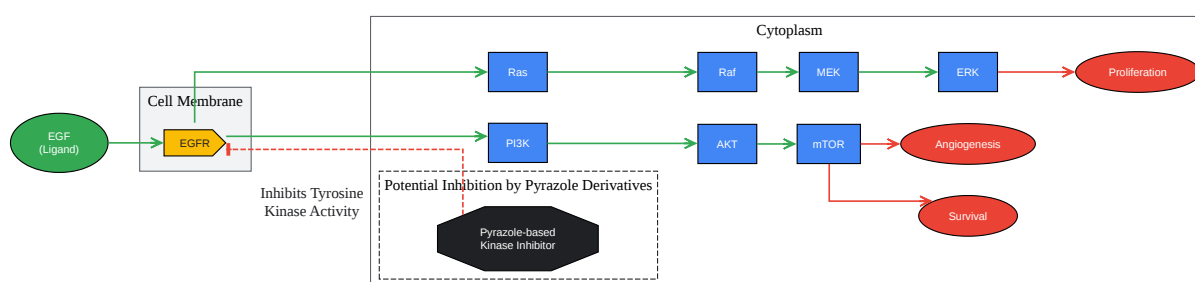 Cytoplasm
Ras
Raf
MEK
ERK
Proliferation
Cell Membrane
EGF
(Ligand)
EGFR
PI3K
AKT
mTOR
Angiogenesis
Inhibits Tyrosine
Kinase Activity
Potential Inhibition by Pyrazole Derivatives
Pyrazole-based
Kinase Inhibitor
Survival